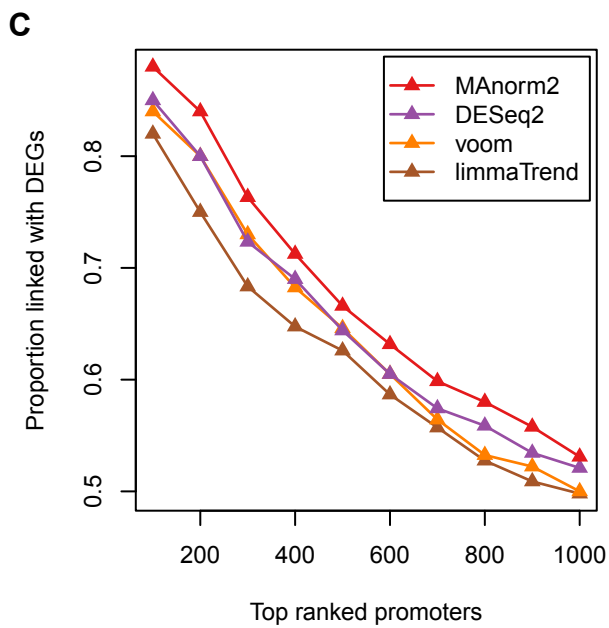 C
MAnorm2
DESeq2
voom
limmaTrend
Proportion linked with DEGs
0.8
0.7
0.6
0.5
200 400 600 800 1000
Top ranked promoters